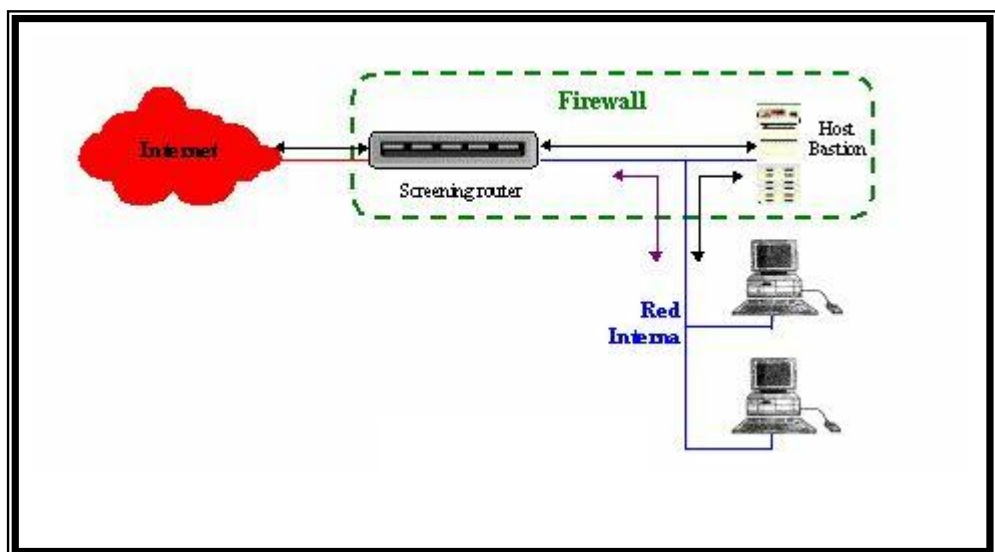 Firewall
Internet
Host
Bastion
Screening router
Red
Interna